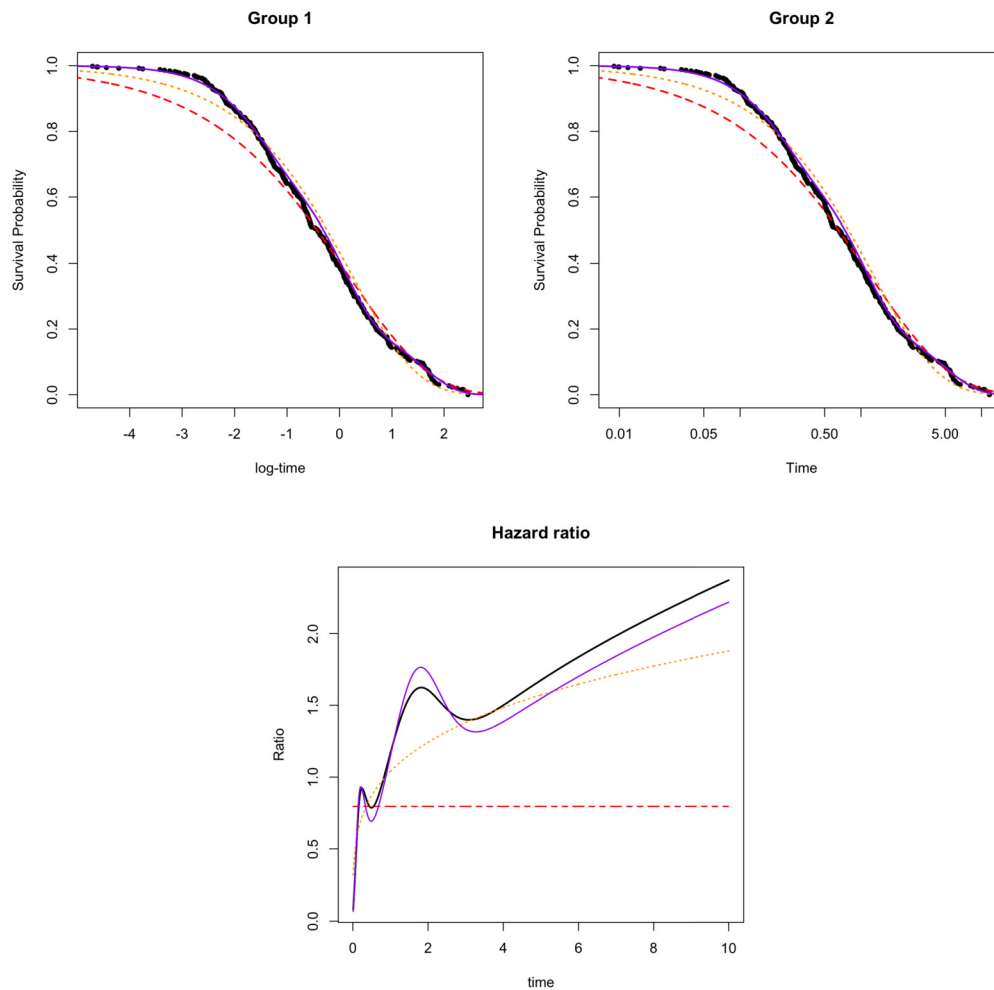 Group 1
Survival Probability
1.0
0.8
0.6
0.4
0.2
0.0
-4 -3 -2 -1 0 1 2
log-time
Group 2
Survival Probability
1.0
0.8
0.6
0.4
0.2
0.0
0.01 0.05 0.50 5.00
Time
Hazard ratio
Ratio
2.0
1.5
1.0
0.5
0.0
0 2 4 6 8 10
time